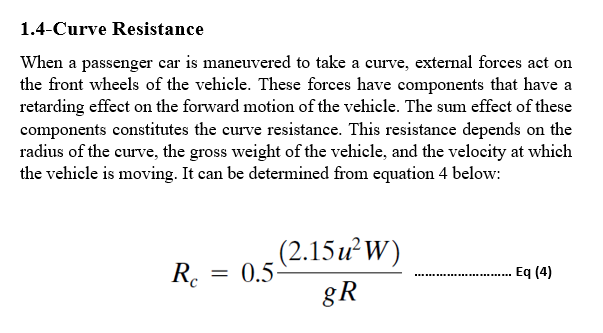 1.4-Curve Resistance
When a passenger car is maneuvered to take a curve, external forces act on
the front wheels of the vehicle. These forces have components that have a
retarding effect on the forward motion of the vehicle. The sum effect of these
components constitutes the curve resistance. This resistance depends on the
radius of the curve, the gross weight of the vehicle, and the velocity at which
the vehicle is moving. It can be determined from equation 4 below:
R_c = 0.5 (2.15u²W) / gR ............................ Eq (4)